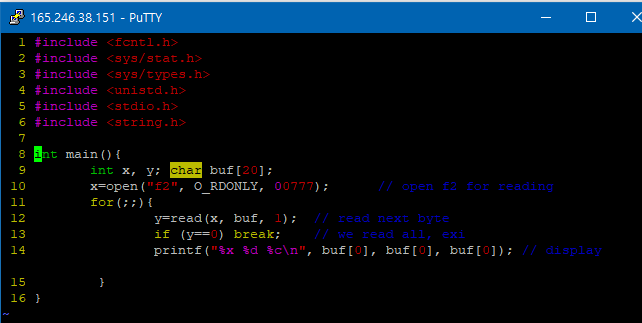 165.246.38.151 - PuTTY
1 #include <fcntl.h>
2 #include <sys/stat.h>
3 #include <sys/types.h>
4 #include <unistd.h>
5 #include <stdio.h>
6 #include <string.h>
7
8 int main(){
9 int x, y; char buf[20];
10 x=open("f2", O_RDONLY, 00777); // open f2 for reading
11 for(;;){
12 y=read(x, buf, 1); // read next byte
13 if (y==0) break; // we read all, exi
14 printf("%x %d %c\n", buf[0], buf[0], buf[0]); // display
15 }
16 }
~